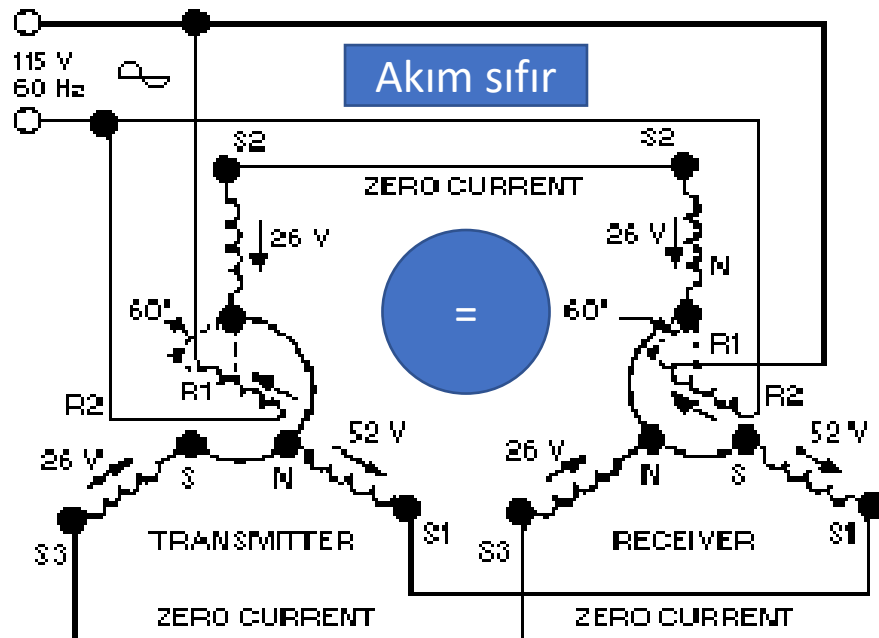 115 V
60 Hz
Akım sıfır
S2
S2
ZERO CURRENT
26 V
26 V
N
=
60°
60°
R1
R1
R2
R2
52 V
52 V
26 V
26 V
S
N
N
S
S3
S1
S3
S1
TRANSMITTER
RECEIVER
ZERO CURRENT
ZERO CURRENT